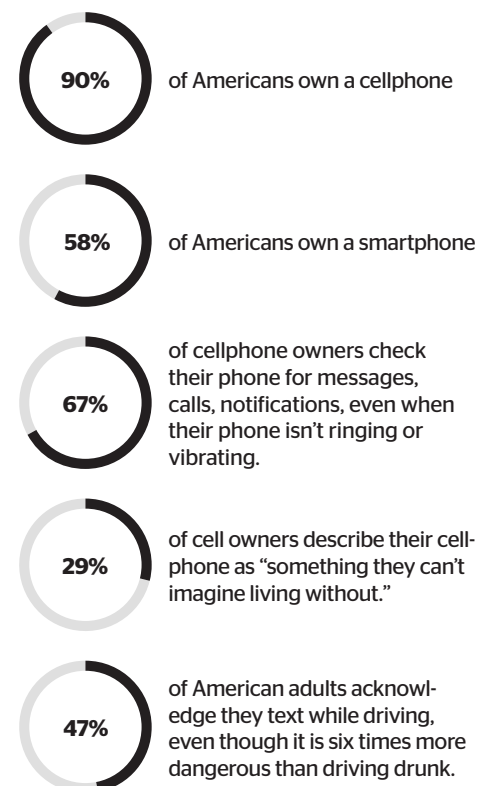 90%
of Americans own a cellphone
58%
of Americans own a smartphone
67%
of cellphone owners check
their phone for messages,
calls, notifications, even when
their phone isn’t ringing or
vibrating.
29%
of cell owners describe their cell-
phone as “something they can’t
imagine living without.”
47%
of American adults acknowl-
edge they text while driving,
even though it is six times more
dangerous than driving drunk.